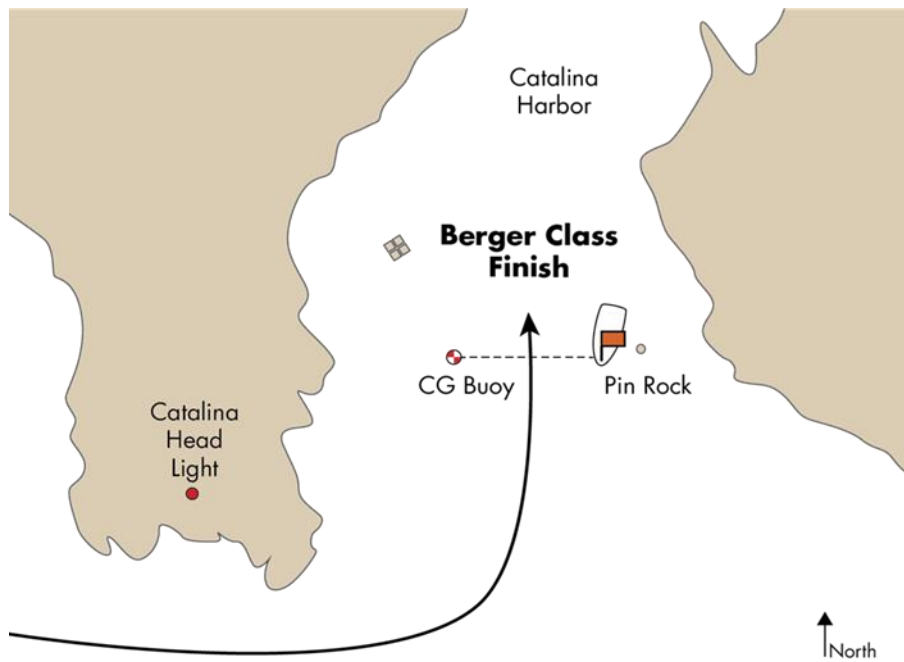 Catalina
Harbor
Berger Class
Finish
CG Buoy
Pin Rock
Catalina
Head
Light
North